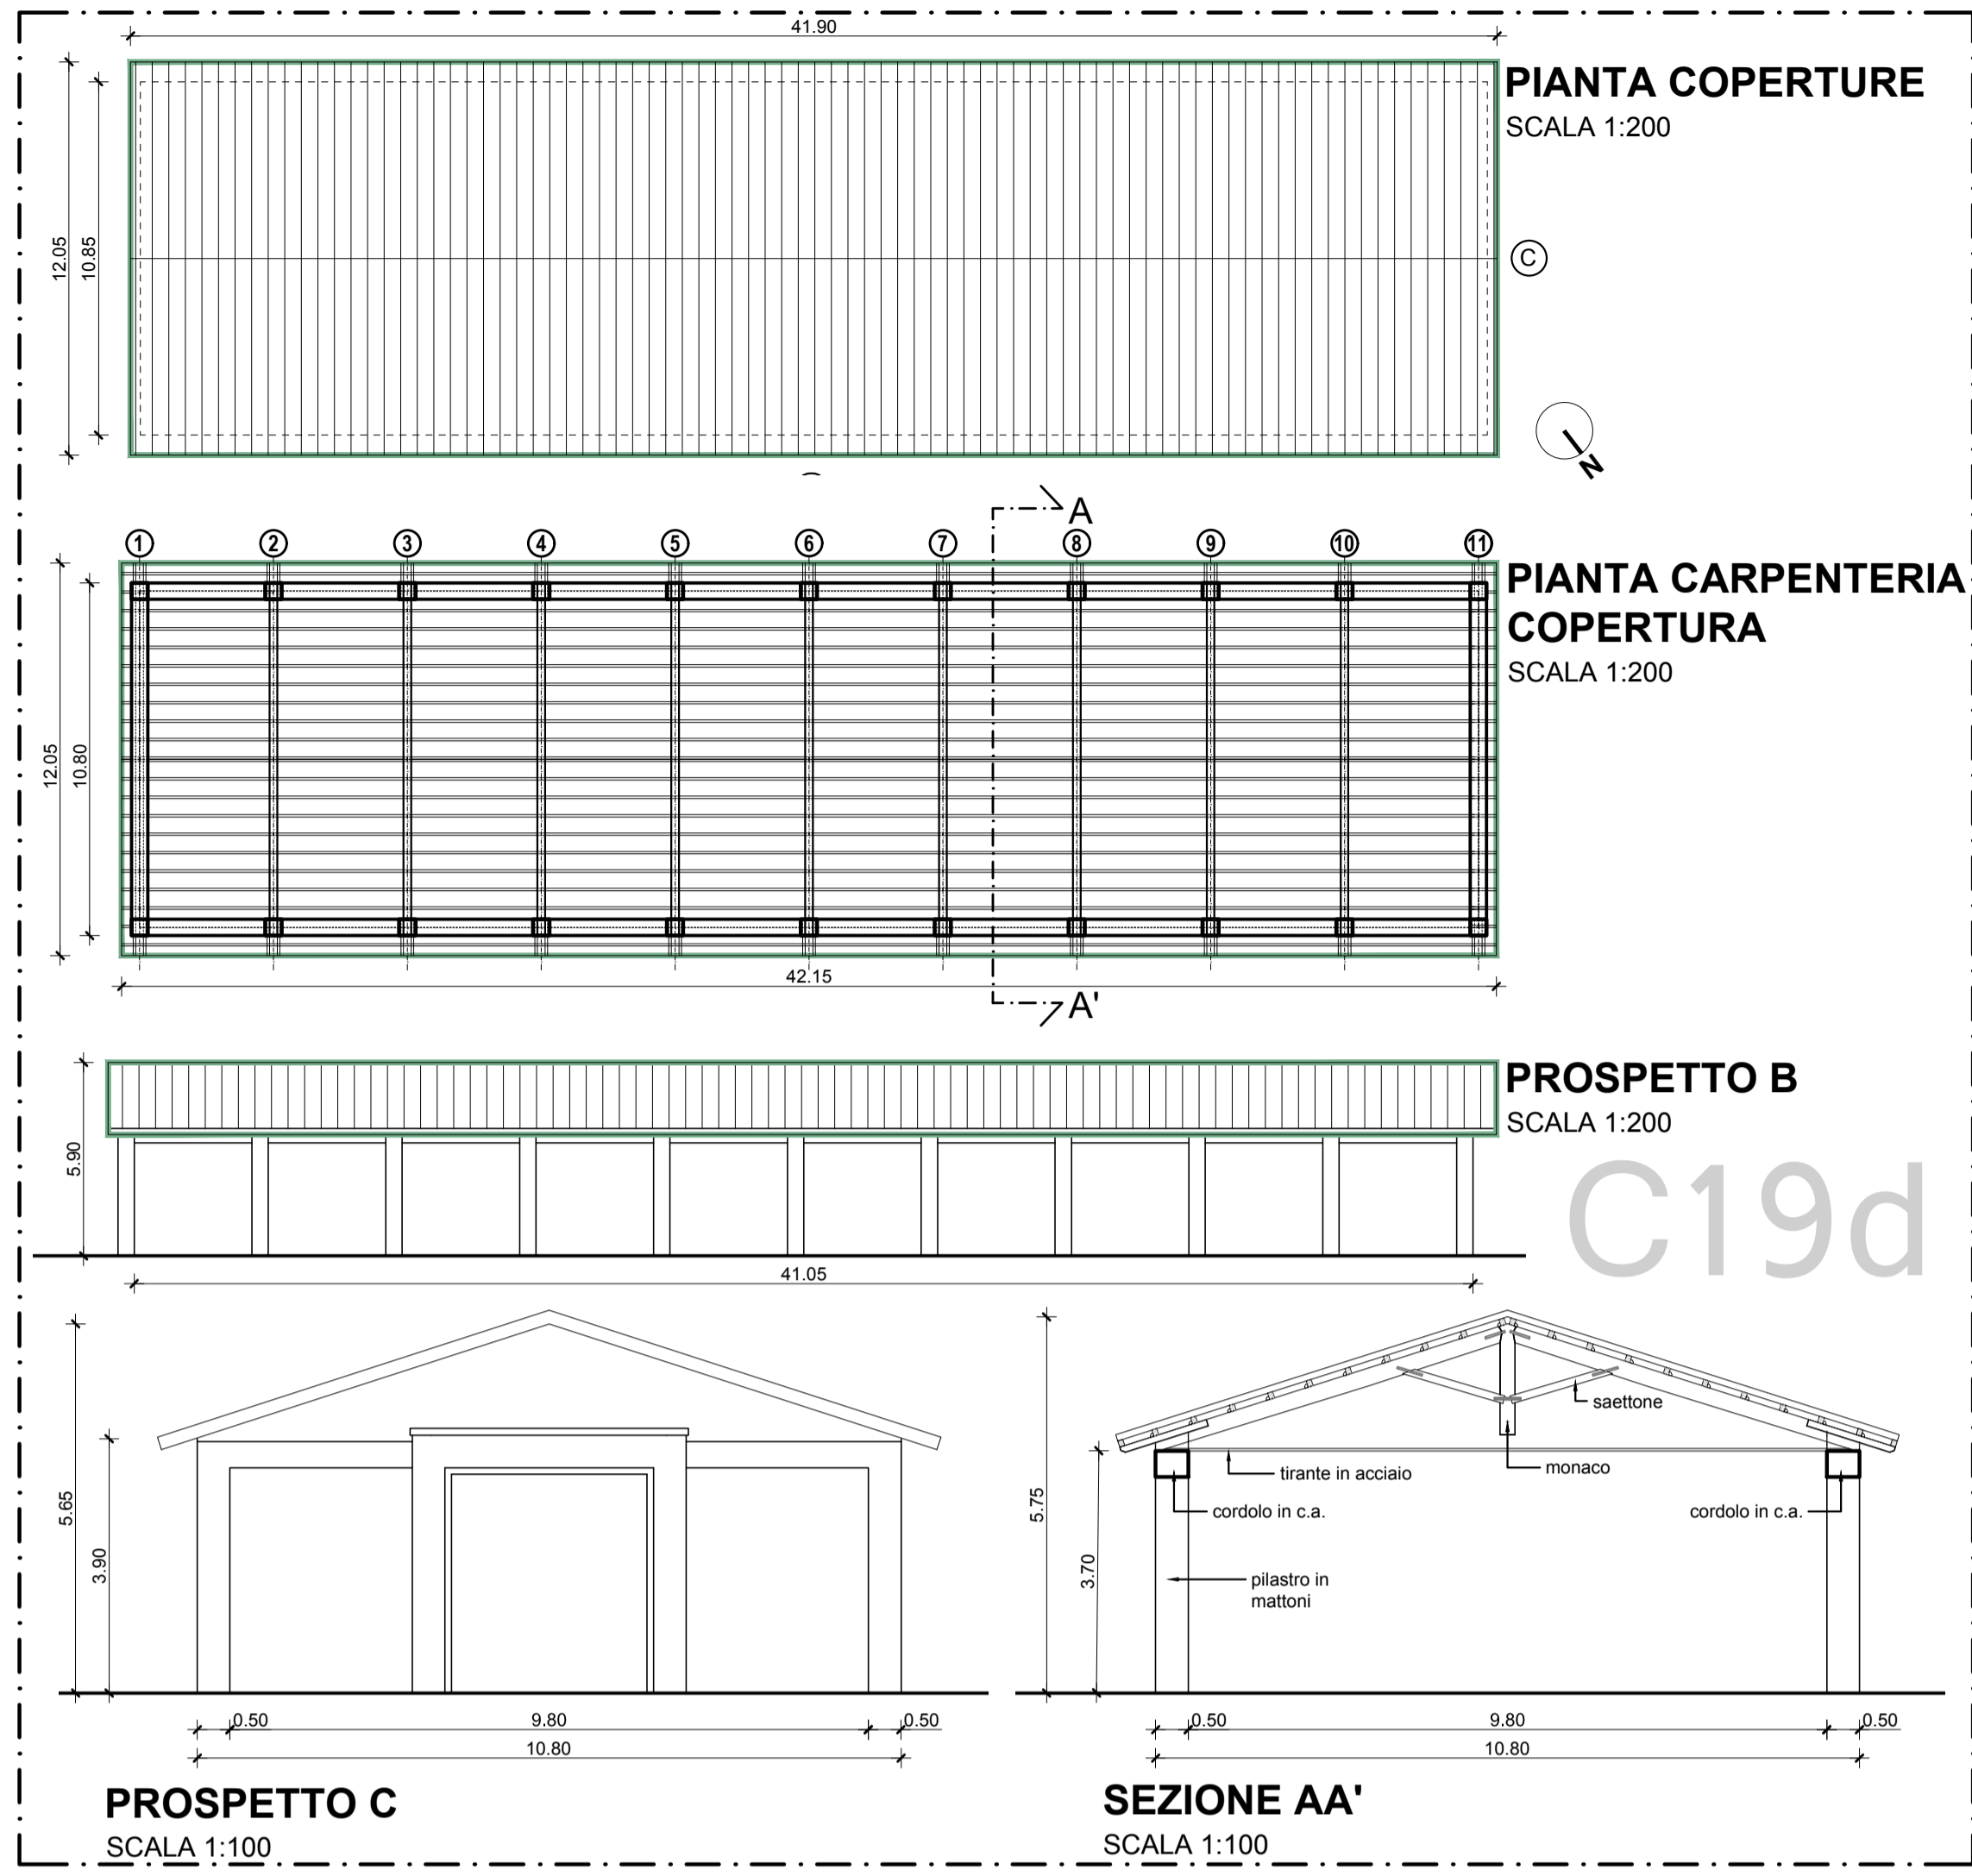 41.90
PIANTA COPERTURE
SCALA 1:200
12.05
10.85
C
N
A
1 2 3 4 5 6 7 8 9 10 11
PIANTA CARPENTERIA
COPERTURA
SCALA 1:200
12.05
10.80
42.15
A'
PROSPETTO B
SCALA 1:200
5.90
C19d
41.05
5.65
3.90
0.50
9.80
0.50
10.80
PROSPETTO C
SCALA 1:100
5.75
3.70
saettone
monaco
tirante in acciaio
cordolo in c.a.
cordolo in c.a.
pilastro in
mattoni
0.50
9.80
0.50
10.80
SEZIONE AA'
SCALA 1:100